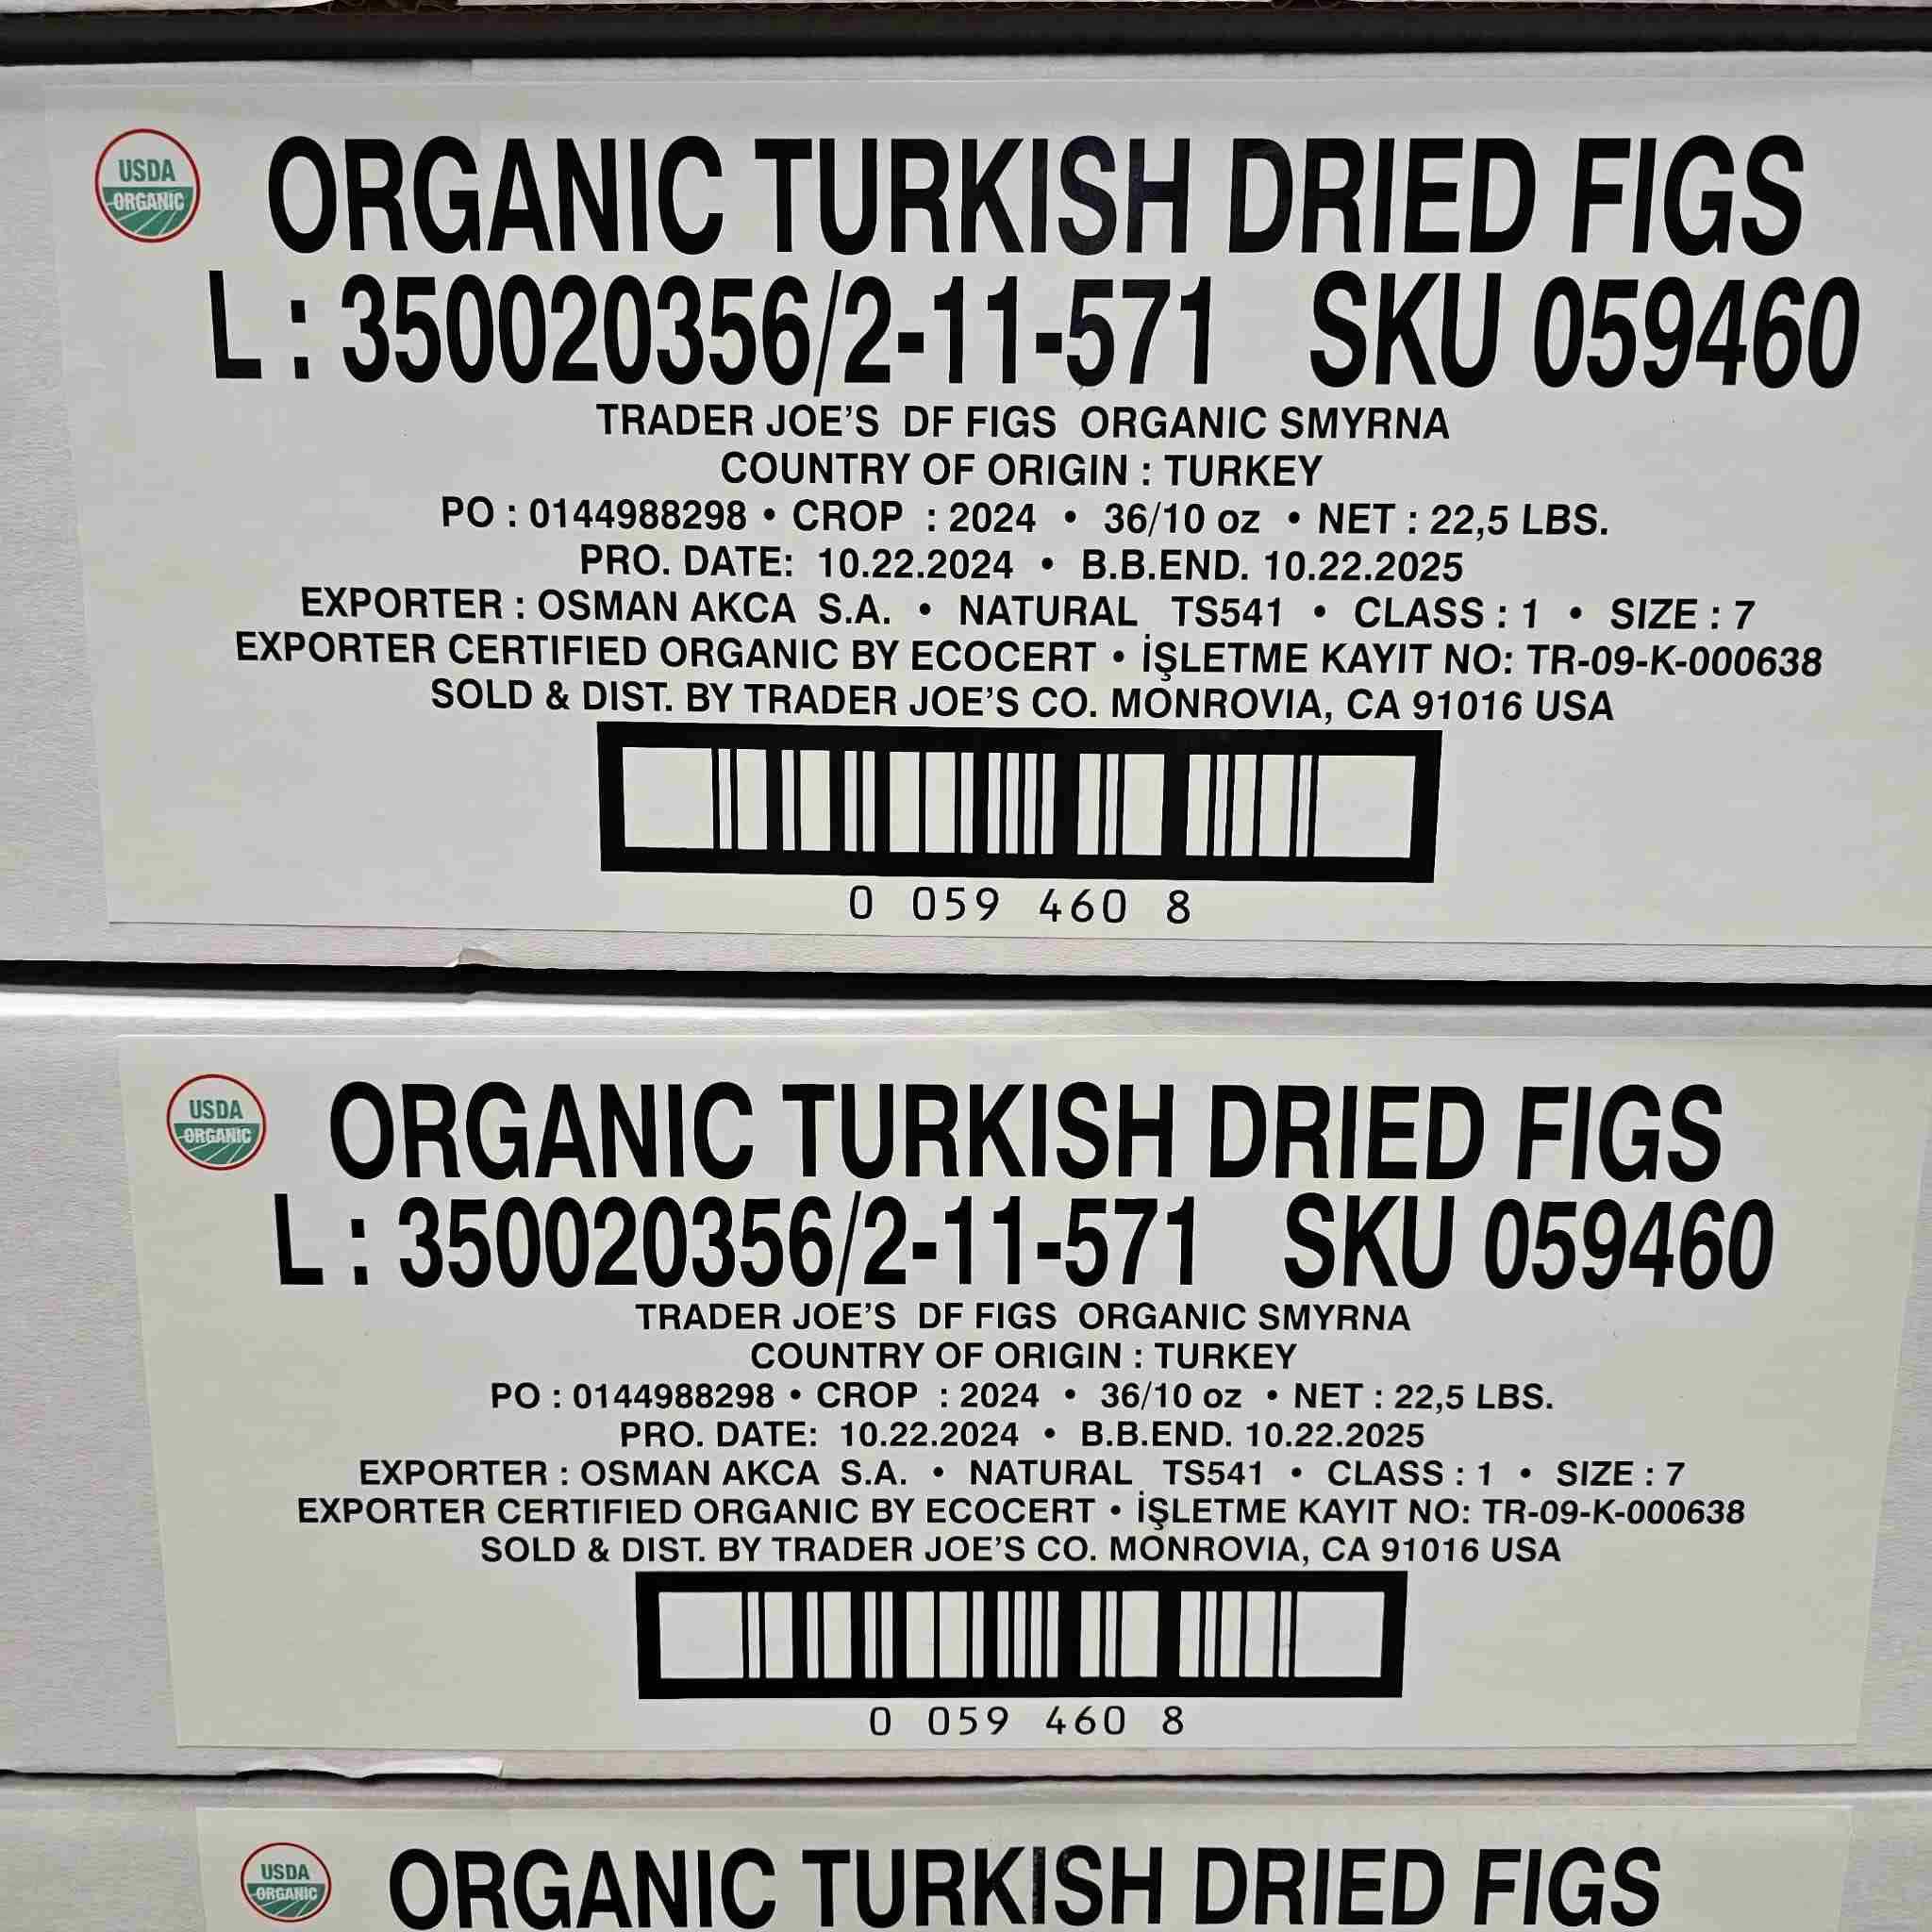 USDA
ORGANIC
ORGANIC TURKISH DRIED FIGS
L : 350020356/2-11-571 SKU 059460
TRADER JOE'S DF FIGS ORGANIC SMYRNA
COUNTRY OF ORIGIN : TURKEY
PO : 0144988298 • CROP : 2024 • 36/10 oz • NET : 22,5 LBS.
PRO. DATE: 10.22.2024 • B.B.END. 10.22.2025
EXPORTER : OSMAN AKCA S.A. • NATURAL TS541 • CLASS : 1 • SIZE : 7
EXPORTER CERTIFIED ORGANIC BY ECOCERT • İŞLETME KAYIT NO: TR-09-K-000638
SOLD & DIST. BY TRADER JOE'S CO. MONROVIA, CA 91016 USA
0 059 460 8
USDA
ORGANIC
ORGANIC TURKISH DRIED FIGS
L : 350020356/2-11-571 SKU 059460
TRADER JOE'S DF FIGS ORGANIC SMYRNA
COUNTRY OF ORIGIN : TURKEY
PO : 0144988298 • CROP : 2024 • 36/10 oz • NET : 22,5 LBS.
PRO. DATE: 10.22.2024 • B.B.END. 10.22.2025
EXPORTER : OSMAN AKCA S.A. • NATURAL TS541 • CLASS : 1 • SIZE : 7
EXPORTER CERTIFIED ORGANIC BY ECOCERT • İŞLETME KAYIT NO: TR-09-K-000638
SOLD & DIST. BY TRADER JOE'S CO. MONROVIA, CA 91016 USA
0 059 460 8
USDA
ORGANIC
ORGANIC TURKISH DRIED FIGS